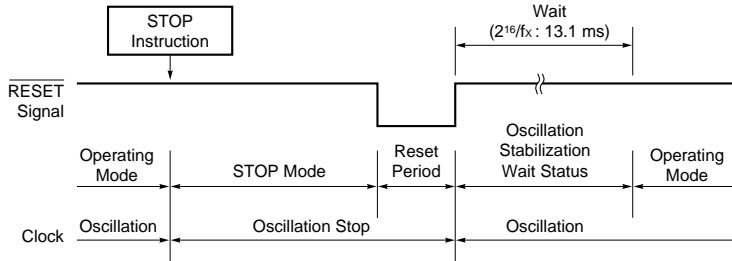 STOP
Instruction
Wait
(2¹⁶/fX : 13.1 ms)
RESET
Signal
Operating
Mode
STOP Mode
Reset
Period
Oscillation
Stabilization
Wait Status
Operating
Mode
Clock
Oscillation
Oscillation Stop
Oscillation